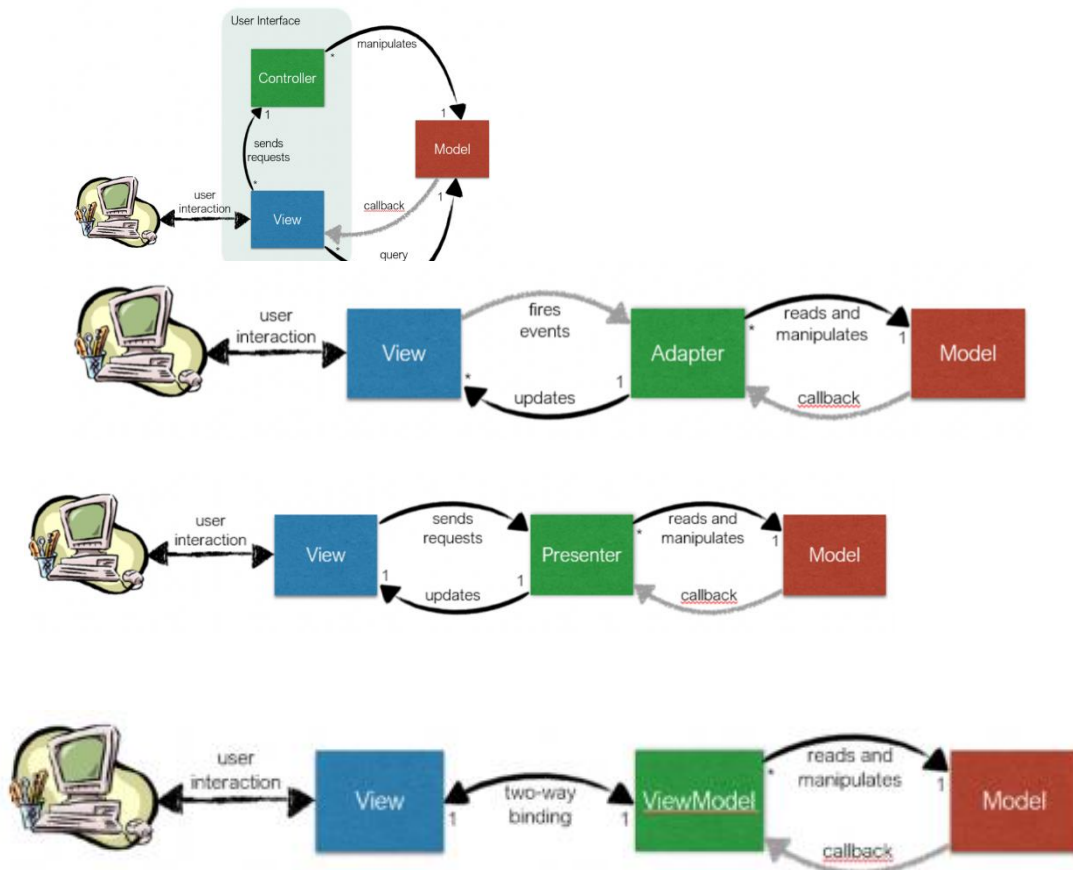 User Interface
manipulates
*
Controller
1
1
Model
sends
requests
user
interaction
*
callback
1
View
*
query
user
interaction
View
fires
events
Adapter
*
reads and
manipulates
1
Model
*
updates
1
callback
user
interaction
View
sends
requests
Presenter
*
reads and
manipulates
1
Model
1
updates
1
callback
user
interaction
View
1
two-way
binding
1
ViewModel
*
reads and
manipulates
1
Model
callback